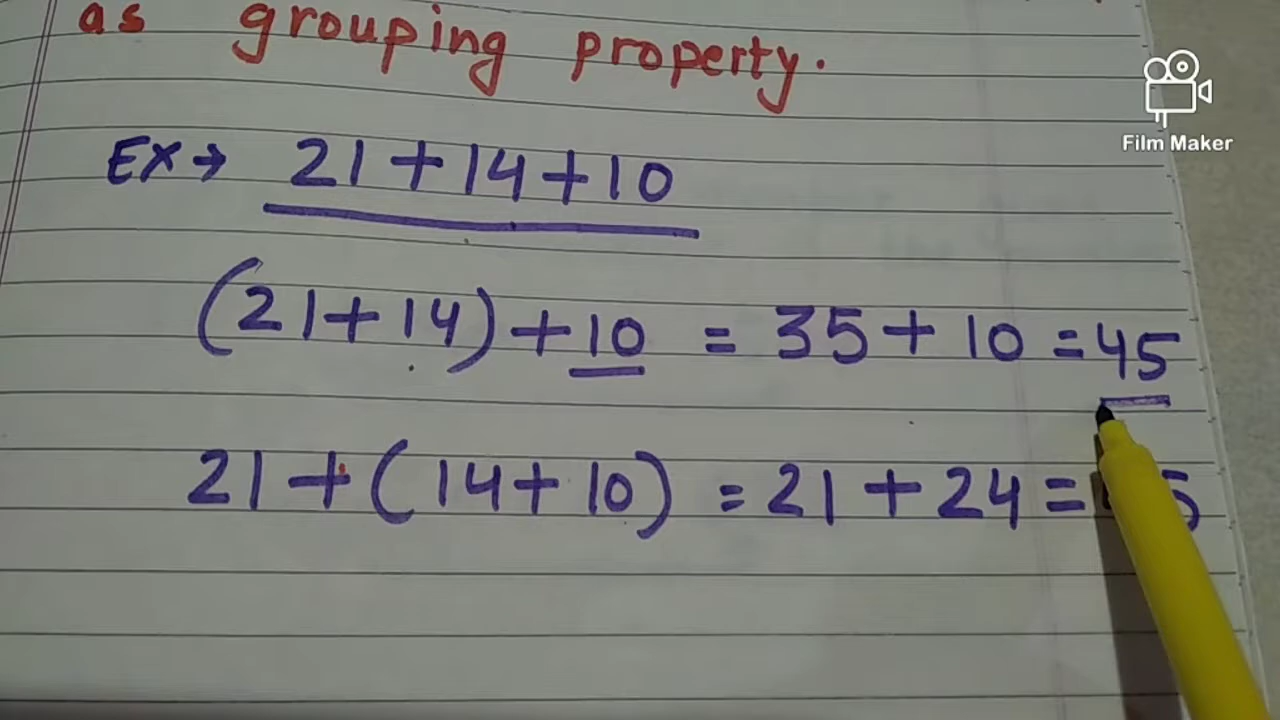 as grouping property.
Film Maker
Ex→ 21+14+10
(21+14)+10 = 35+10=45
21+(14+10) =21+24=